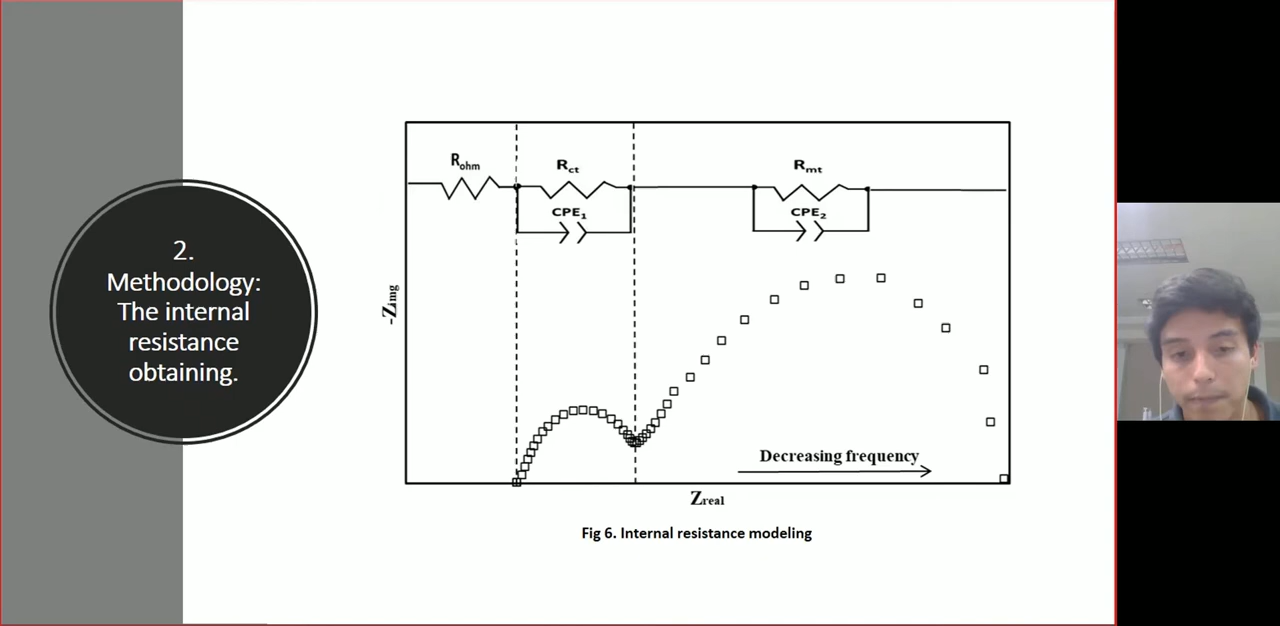 2.
Methodology:
The internal
resistance
obtaining.
Rohm
Rct
Rmt
CPE1
CPE2
-Zimg
Decreasing frequency
Zreal
Fig 6. Internal resistance modeling